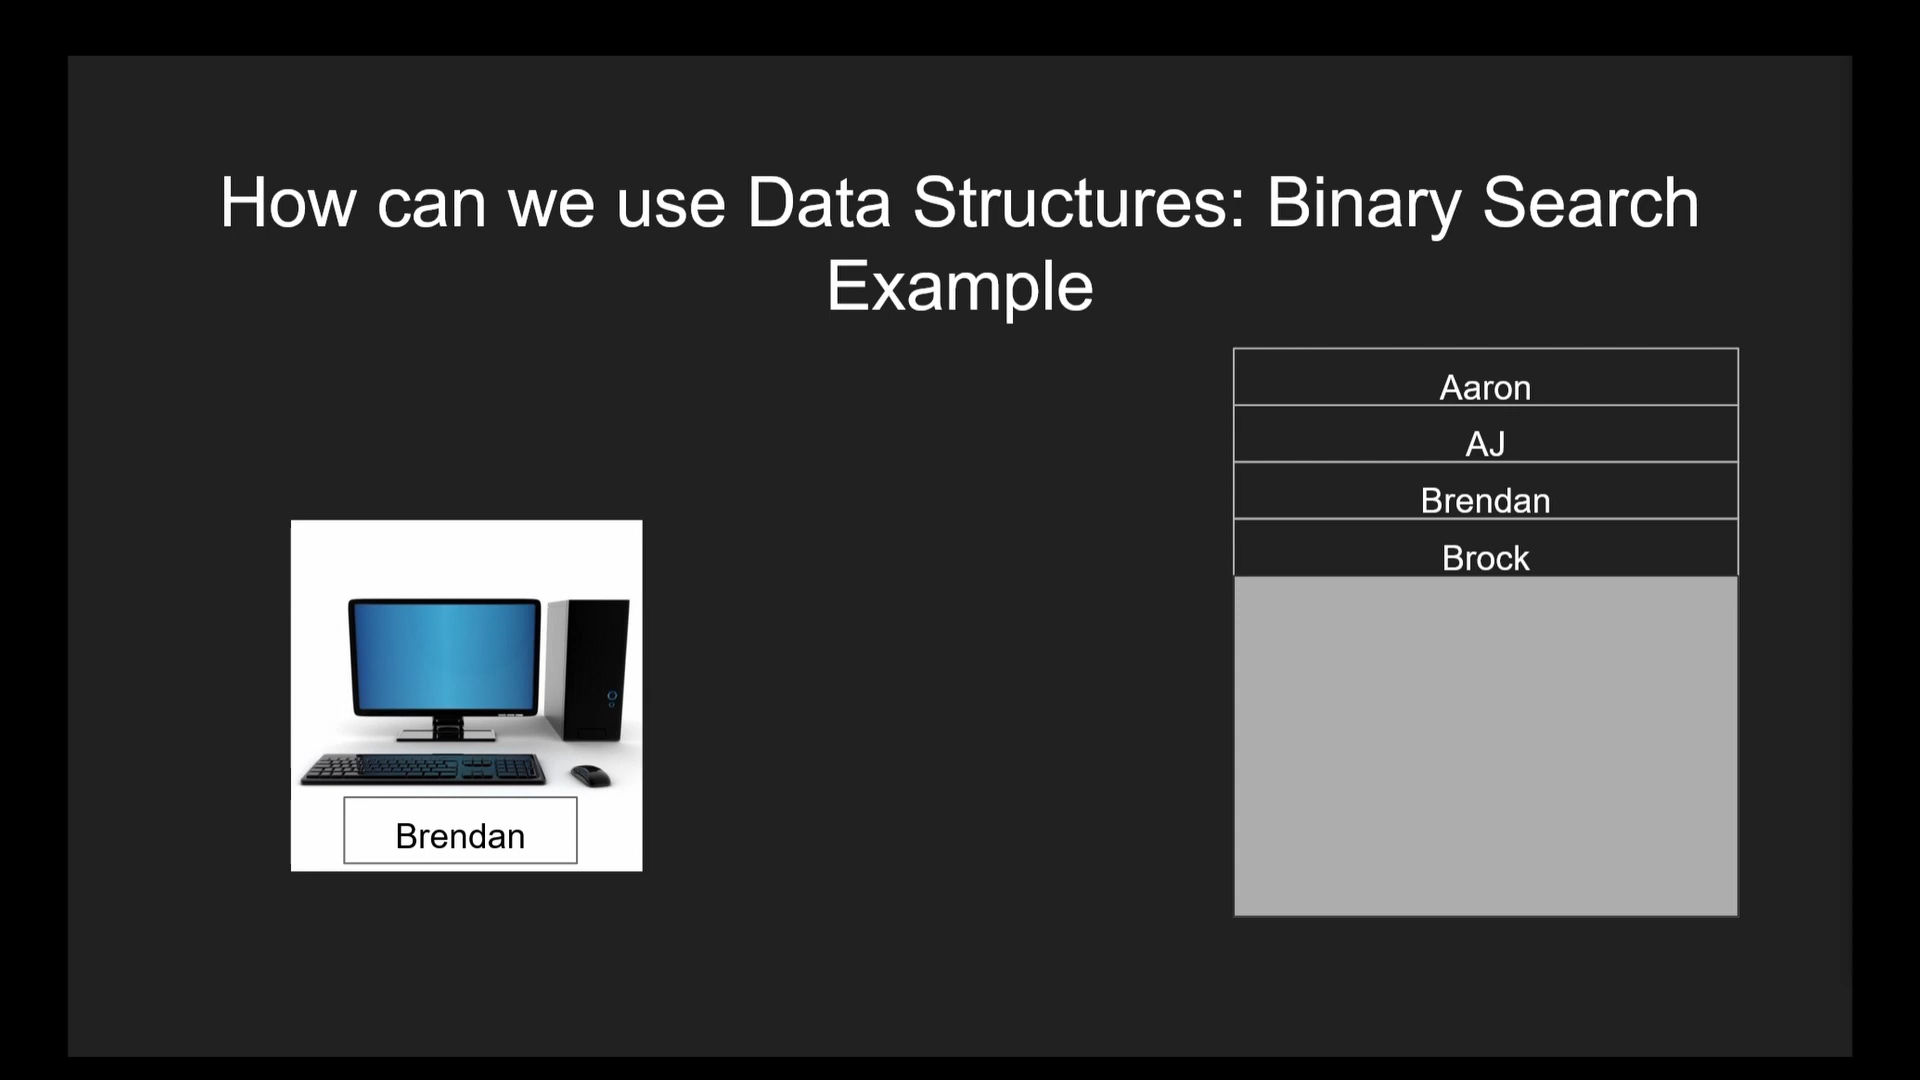 How can we use Data Structures: Binary Search
Example
Aaron
AJ
Brendan
Brock
Brendan